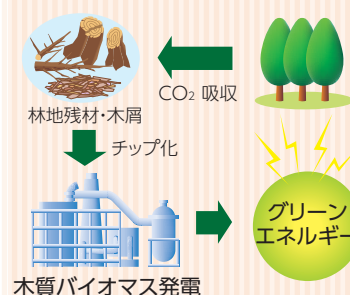 CO₂ 吸収
林地残材・木屑
チップ化
グリーン
エネルギー
木質バイオマス発電